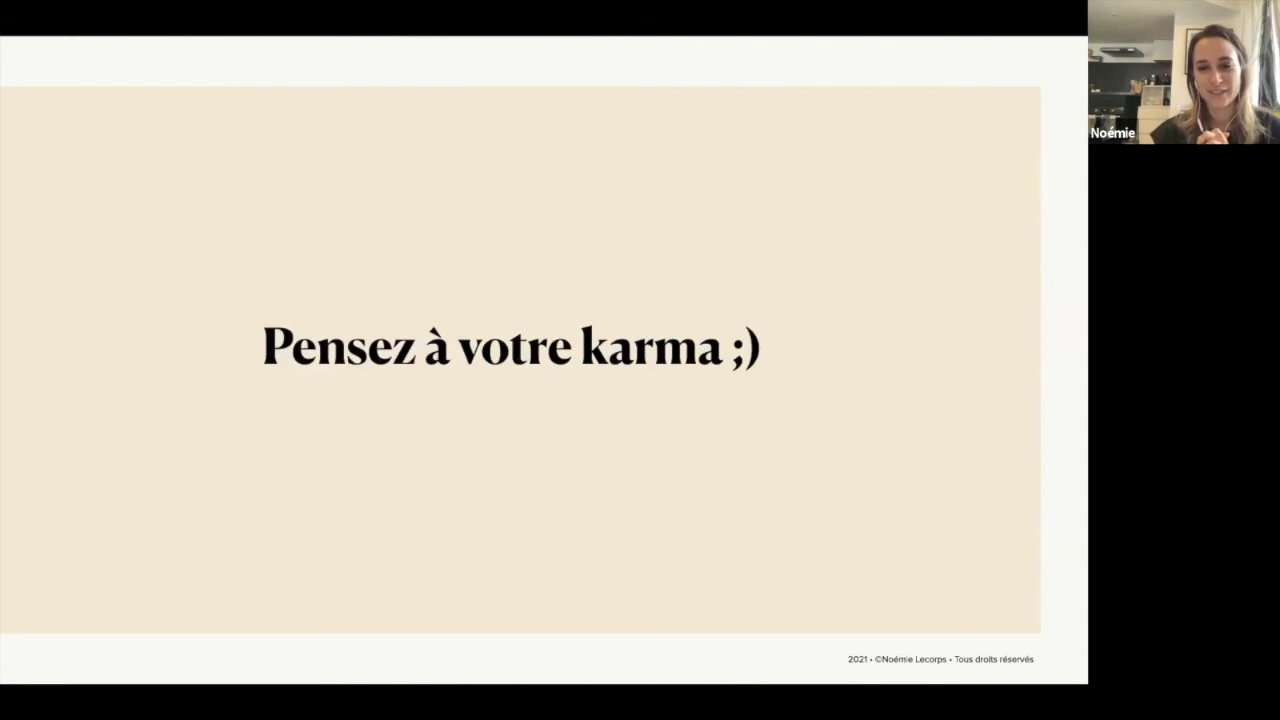 Noémie
Pensez à votre karma ;)
2021 • ©Noémie Lecorps • Tous droits réservés